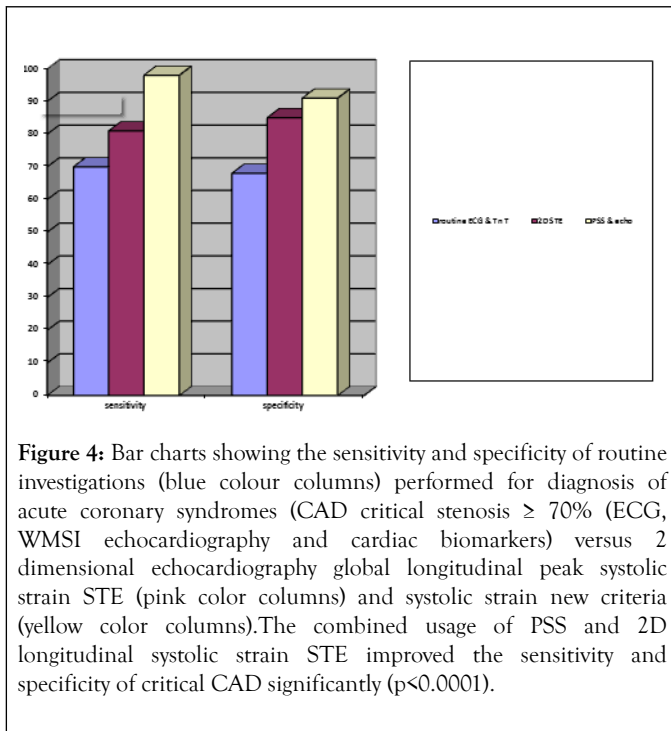 100
90
80
70
60
50
40
30
20
10
0
sensitivity specificity
routine ECG & Tn T 2D STE PSS & echo
Figure 4: Bar charts showing the sensitivity and specificity of routine
investigations (blue colour columns) performed for diagnosis of
acute coronary syndromes (CAD critical stenosis ≥ 70% (ECG,
WMSI echocardiography and cardiac biomarkers) versus 2
dimensional echocardiography global longitudinal peak systolic
strain STE (pink color columns) and systolic strain new criteria
(yellow color columns).The combined usage of PSS and 2D
longitudinal systolic strain STE improved the sensitivity and
specificity of critical CAD significantly (p<0.0001).